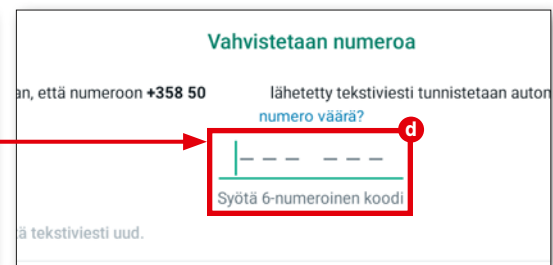 Vahvistetaan numeroa
an, että numeroon +358 50 lähetetty tekstiviesti tunnistetaan autom
numero väärä?
d
– – – – – –
Syötä 6-numeroinen koodi
ä tekstiviesti uud.